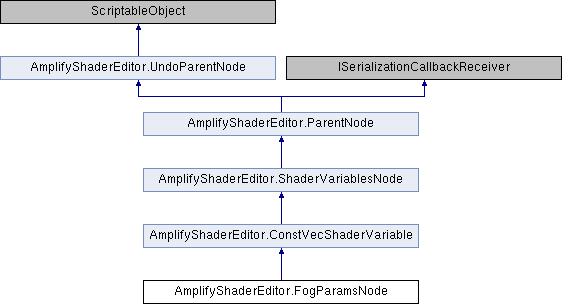 ScriptableObject
AmplifyShaderEditor.UndoParentNode
ISerializationCallbackReceiver
AmplifyShaderEditor.ParentNode
AmplifyShaderEditor.ShaderVariablesNode
AmplifyShaderEditor.ConstVecShaderVariable
AmplifyShaderEditor.FogParamsNode